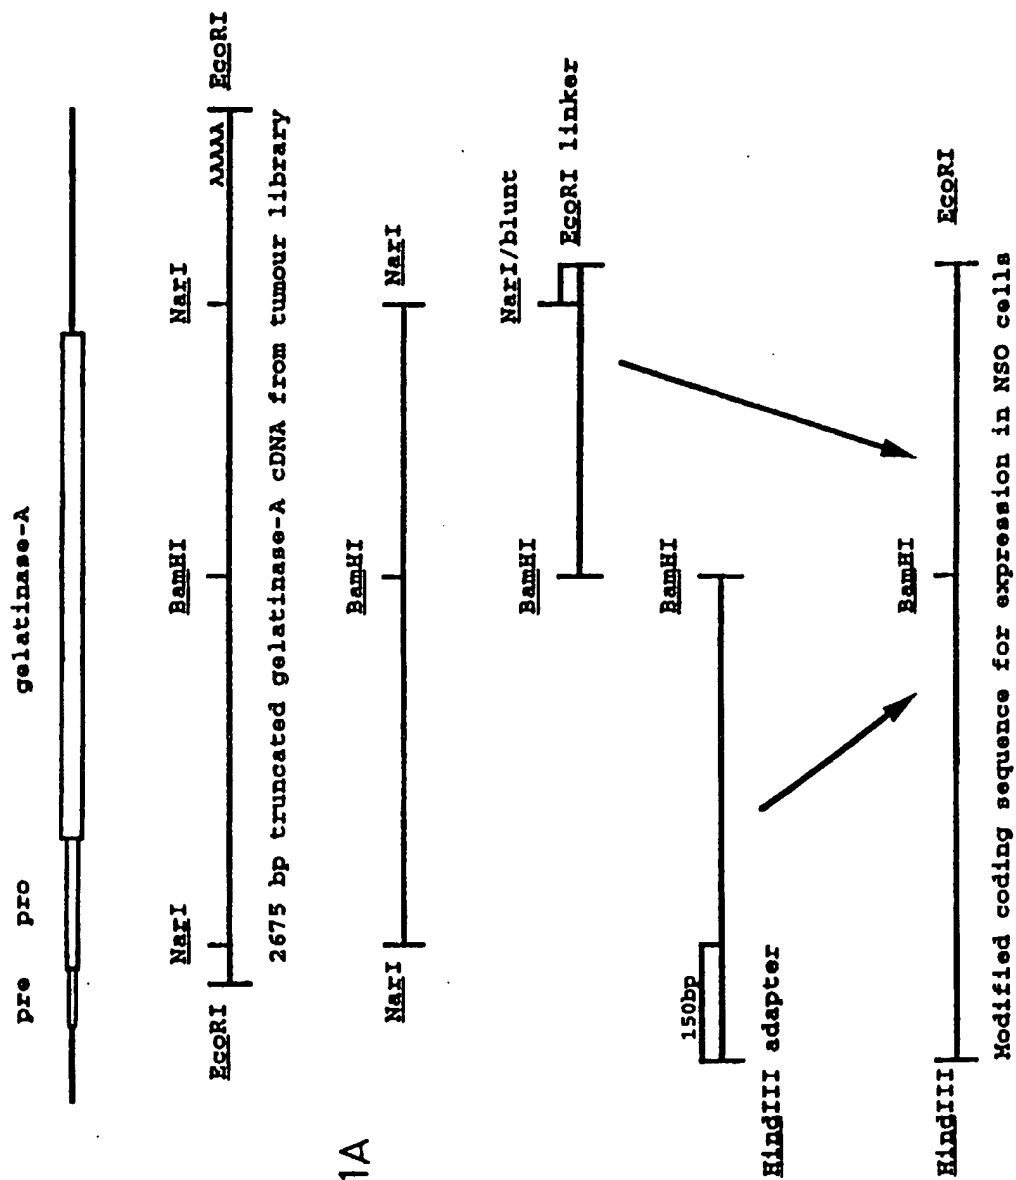 pre pro gelatinase-A
EcoRI NarI BamHI NarI AAAAA EcoRI
2675 bp truncated gelatinase-A cDNA from tumour library
1A
NarI BamHI NarI
BamHI NarI/blunt
EcoRI linker
150bp BamHI
HindIII adapter
HindIII BamHI EcoRI
Modified coding sequence for expression in NSO cells